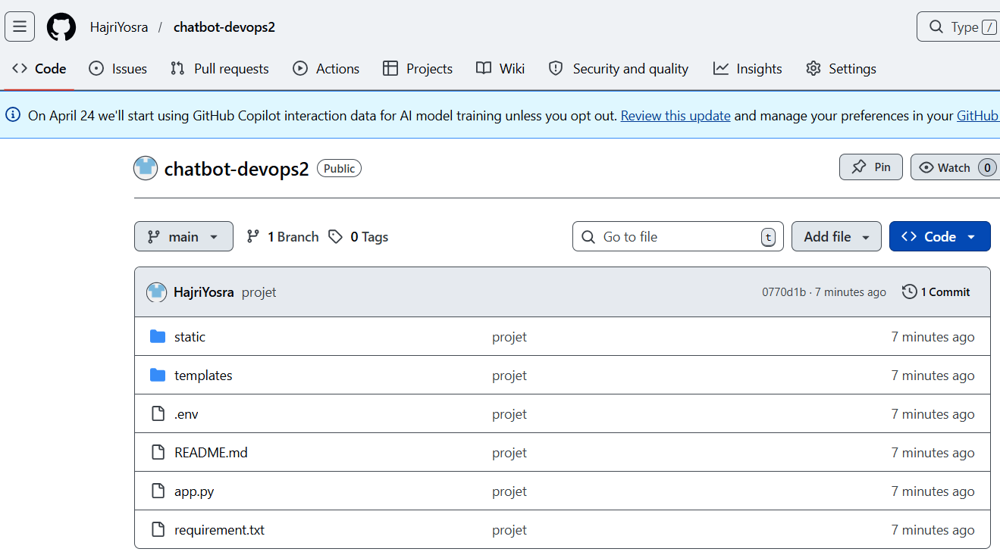 HajriYosra / chatbot-devops2
Type /
Code Issues Pull requests Actions Projects Wiki Security and quality Insights Settings
On April 24 we'll start using GitHub Copilot interaction data for AI model training unless you opt out. Review this update and manage your preferences in your GitHub
chatbot-devops2 Public Pin Watch 0
main 1 Branch 0 Tags Go to file t Add file Code
HajriYosra projet 0770d1b · 7 minutes ago 1 Commit
static projet 7 minutes ago
templates projet 7 minutes ago
.env projet 7 minutes ago
README.md projet 7 minutes ago
app.py projet 7 minutes ago
requirement.txt projet 7 minutes ago